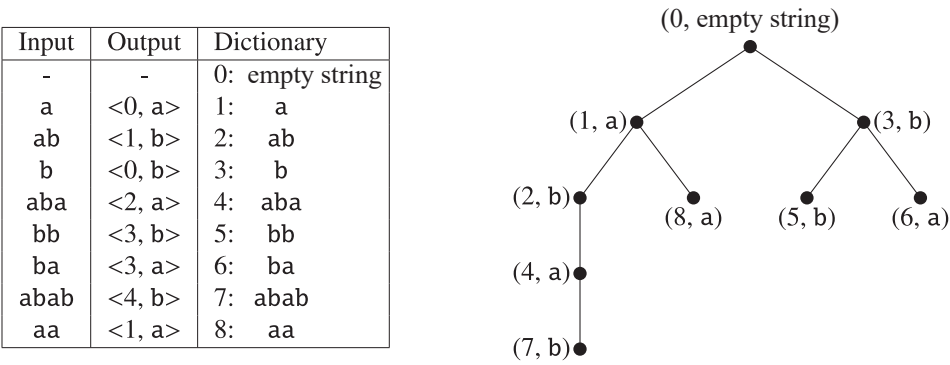 Input Output Dictionary
- - 0: empty string
a <0, a> 1: a
ab <1, b> 2: ab
b <0, b> 3: b
aba <2, a> 4: aba
bb <3, b> 5: bb
ba <3, a> 6: ba
abab <4, b> 7: abab
aa <1, a> 8: aa
(0, empty string)
(1, a) (3, b)
(2, b) (8, a) (5, b) (6, a)
(4, a)
(7, b)